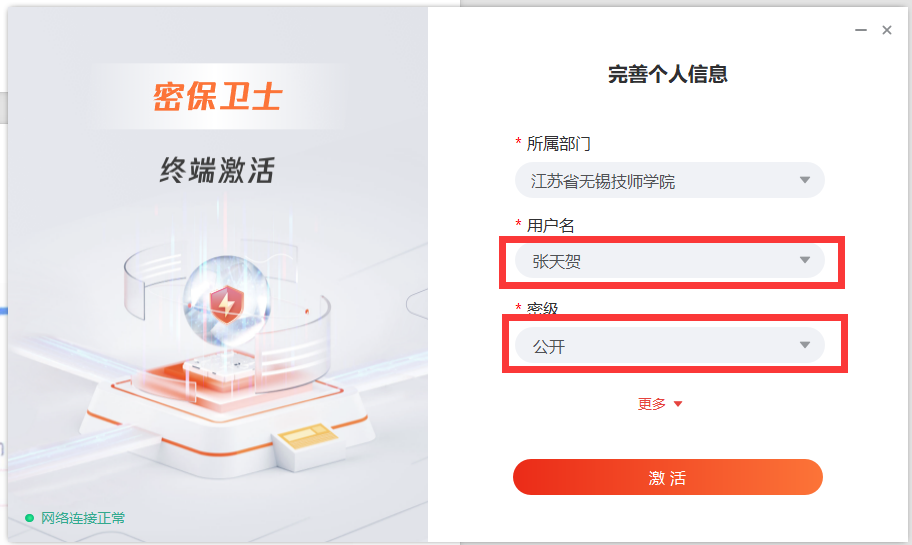 密保卫士
终端激活
网络连接正常
完善个人信息
* 所属部门
江苏省无锡技师学院
* 用户名
张天贺
* 密级
公开
更多
激 活